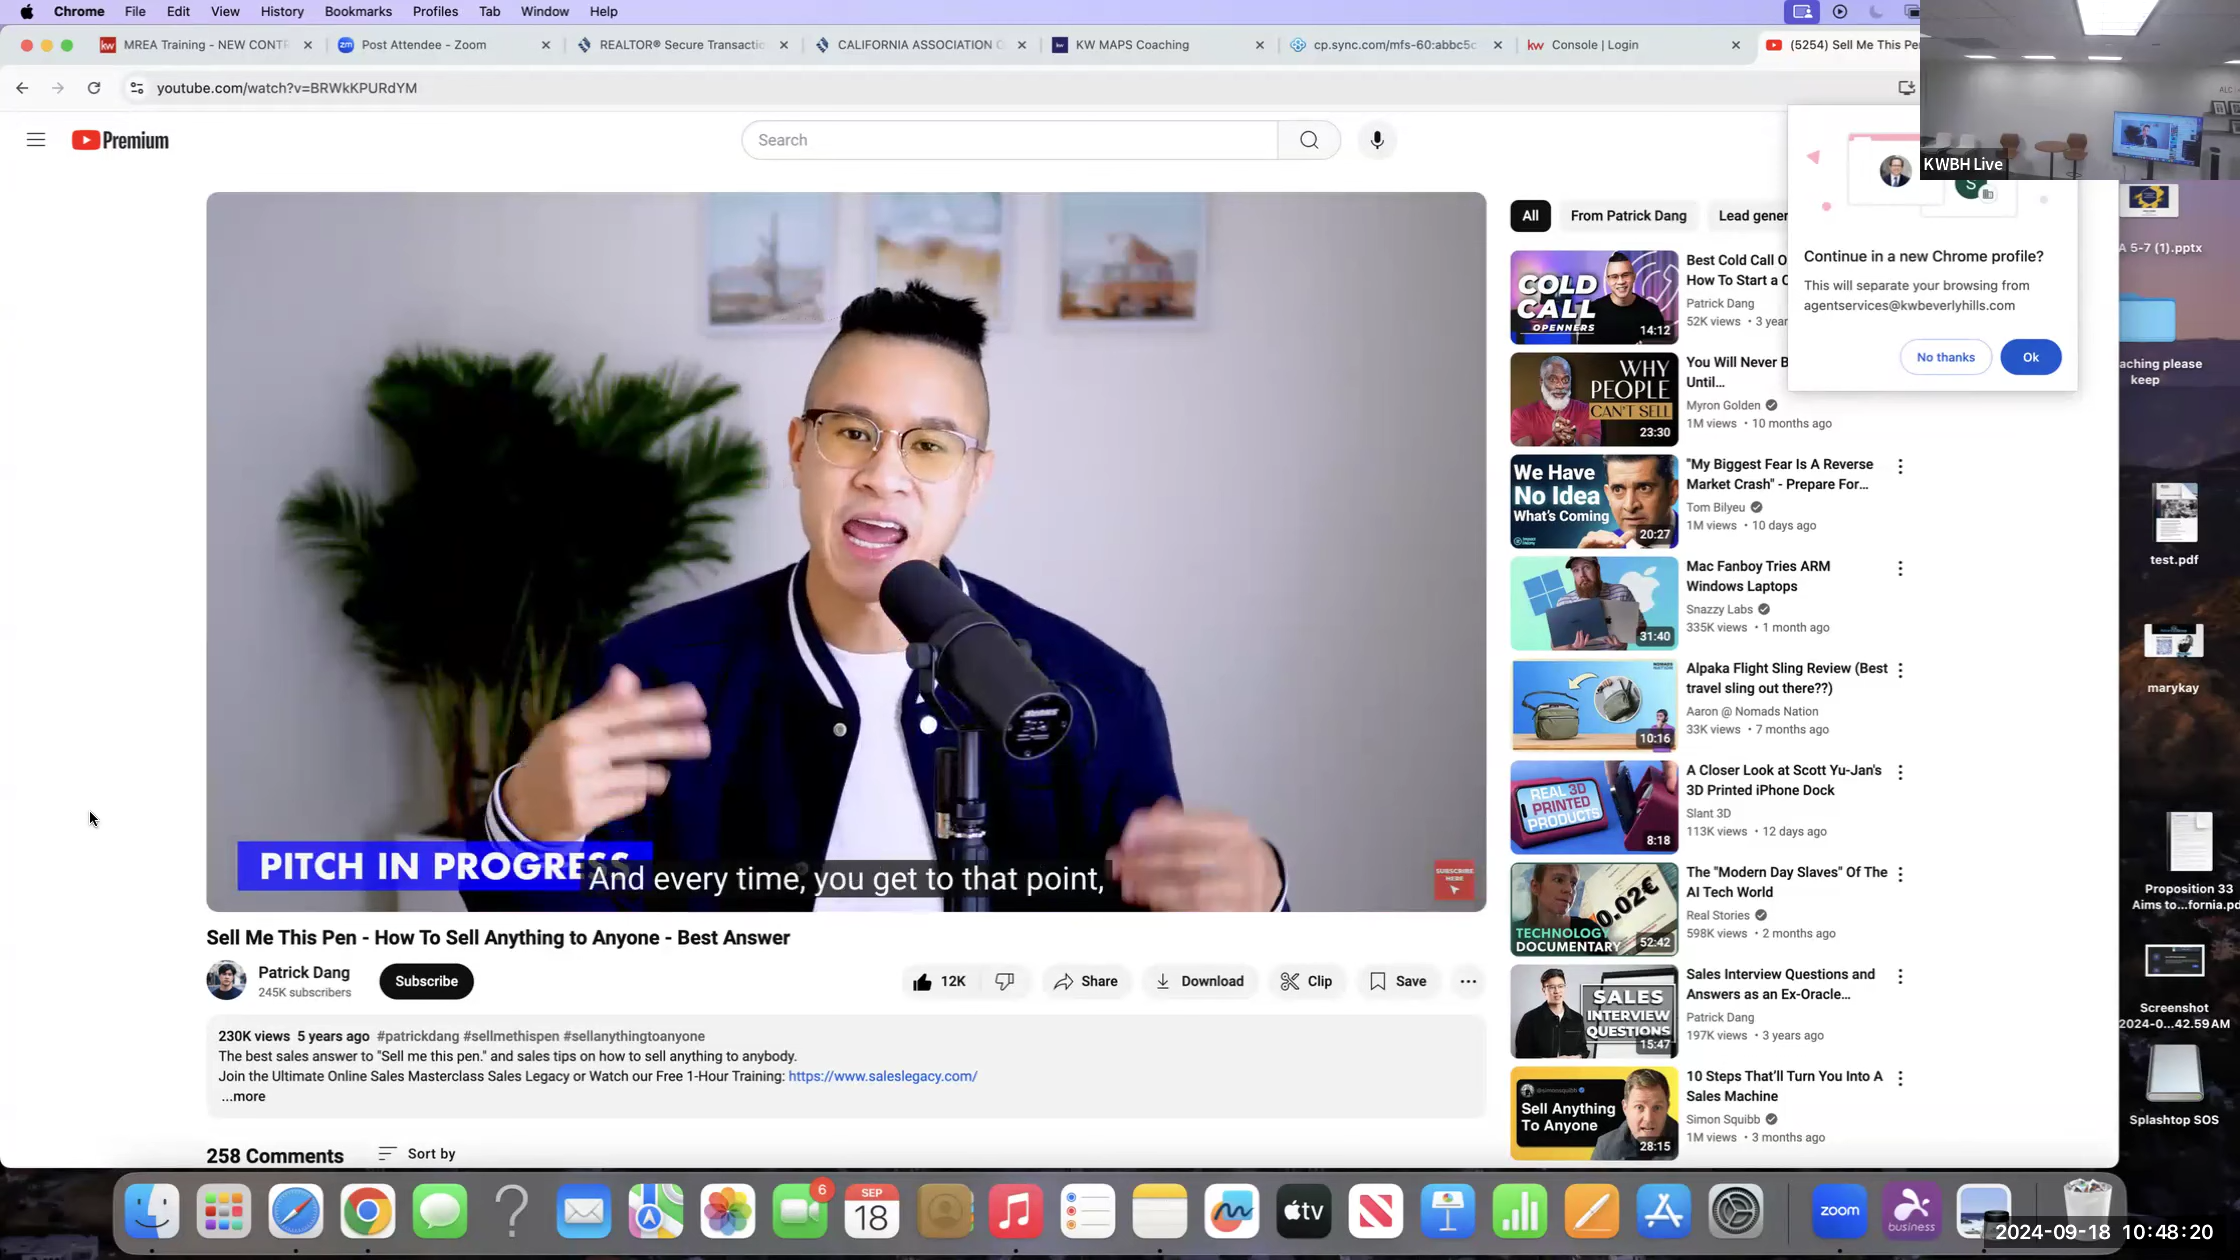 Chrome File Edit View History Bookmarks Profiles Tab Window Help
MREA Training - NEW CONTR
Post Attendee - Zoom
REALTOR® Secure Transactic
CALIFORNIA ASSOCIATION
KW MAPS Coaching
cp.sync.com/mfs-60:abbc5c
Console | Login
(5254) Sell Me This Pe
youtube.com/watch?v=BRWkKPURdYM
Premium
Search
KWBH Live
All
From Patrick Dang
Lead gener
Continue in a new Chrome profile?
This will separate your browsing from
agentservices@kwbeverlyhills.com
No thanks
Ok
COLD
CALL
OPENNERS
14:12
Best Cold Call O
How To Start a C
Patrick Dang
52K views • 3 year
WHY
PEOPLE
CAN'T SELL
23:30
You Will Never B
Until...
Myron Golden
1M views • 10 months ago
We Have
No Idea
What's Coming
20:27
"My Biggest Fear Is A Reverse
Market Crash" - Prepare For...
Tom Bilyeu
1M views • 10 days ago
31:40
Mac Fanboy Tries ARM
Windows Laptops
Snazzy Labs
335K views • 1 month ago
10:16
Alpaka Flight Sling Review (Best
travel sling out there??)
Aaron @ Nomads Nation
33K views • 7 months ago
REAL 3D
PRINTED
PRODUCTS
8:18
A Closer Look at Scott Yu-Jan's
3D Printed iPhone Dock
Slant 3D
113K views • 12 days ago
0.02€
TECHNOLOGY
DOCUMENTARY
52:42
The "Modern Day Slaves" Of The
AI Tech World
Real Stories
598K views • 2 months ago
SALES
INTERVIEW
QUESTIONS
15:47
Sales Interview Questions and
Answers as an Ex-Oracle...
Patrick Dang
197K views • 3 years ago
Sell Anything
To Anyone
28:15
10 Steps That'll Turn You Into A
Sales Machine
Simon Squibb
1M views • 3 months ago
PITCH IN PROGRESS
And every time, you get to that point,
SUBSCRIBE
HERE
Sell Me This Pen - How To Sell Anything to Anyone - Best Answer
Patrick Dang
245K subscribers
Subscribe
12K
Share
Download
Clip
Save
230K views 5 years ago #patrickdang #sellmethispen #sellanythingtoanyone
The best sales answer to "Sell me this pen." and sales tips on how to sell anything to anybody.
Join the Ultimate Online Sales Masterclass Sales Legacy or Watch our Free 1-Hour Training: https://www.saleslegacy.com/
...more
258 Comments
Sort by
A 5-7 (1).pptx
aching please
keep
test.pdf
marykay
Proposition 33
Aims to...fornia.pd
Screenshot
2024-0...42.59 AM
Splashtop SOS
6
SEP
18
tv
zoom
business
2024-09-18 10:48:20